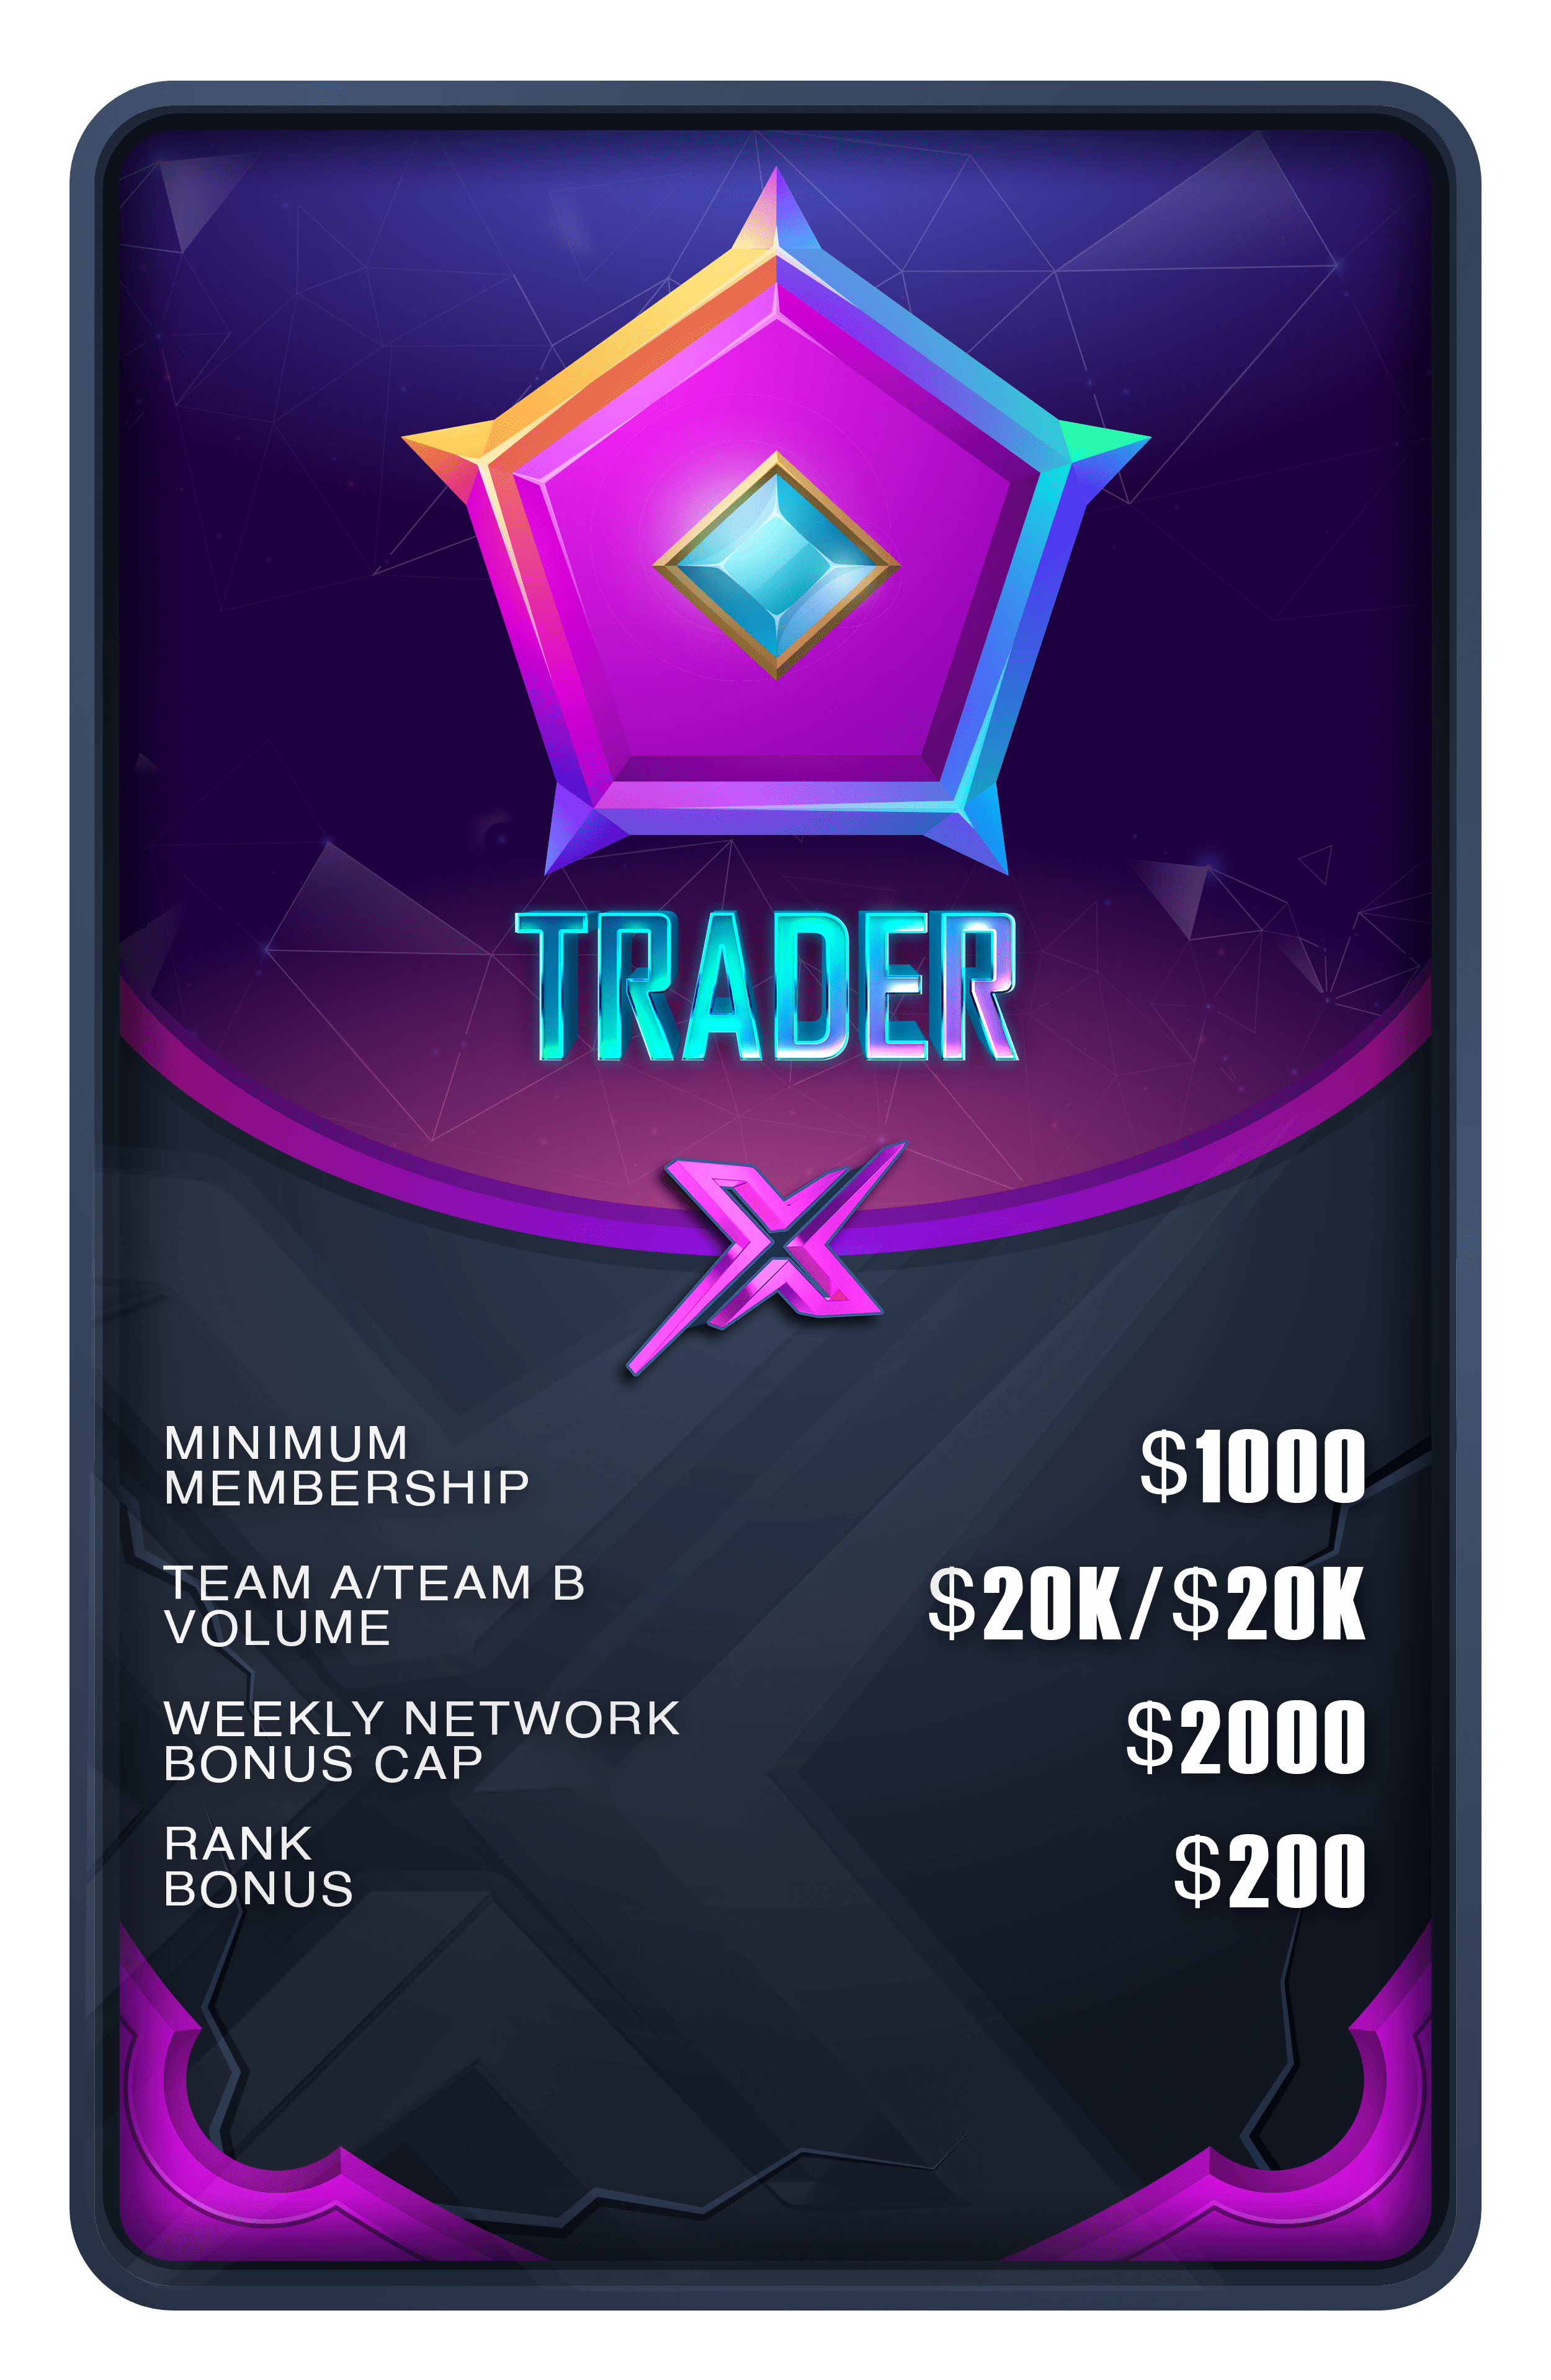 TRADER
X
MINIMUM
MEMBERSHIP
$1000
TEAM A/TEAM B
VOLUME
$20K/$20K
WEEKLY NETWORK
BONUS CAP
$2000
RANK
BONUS
$200